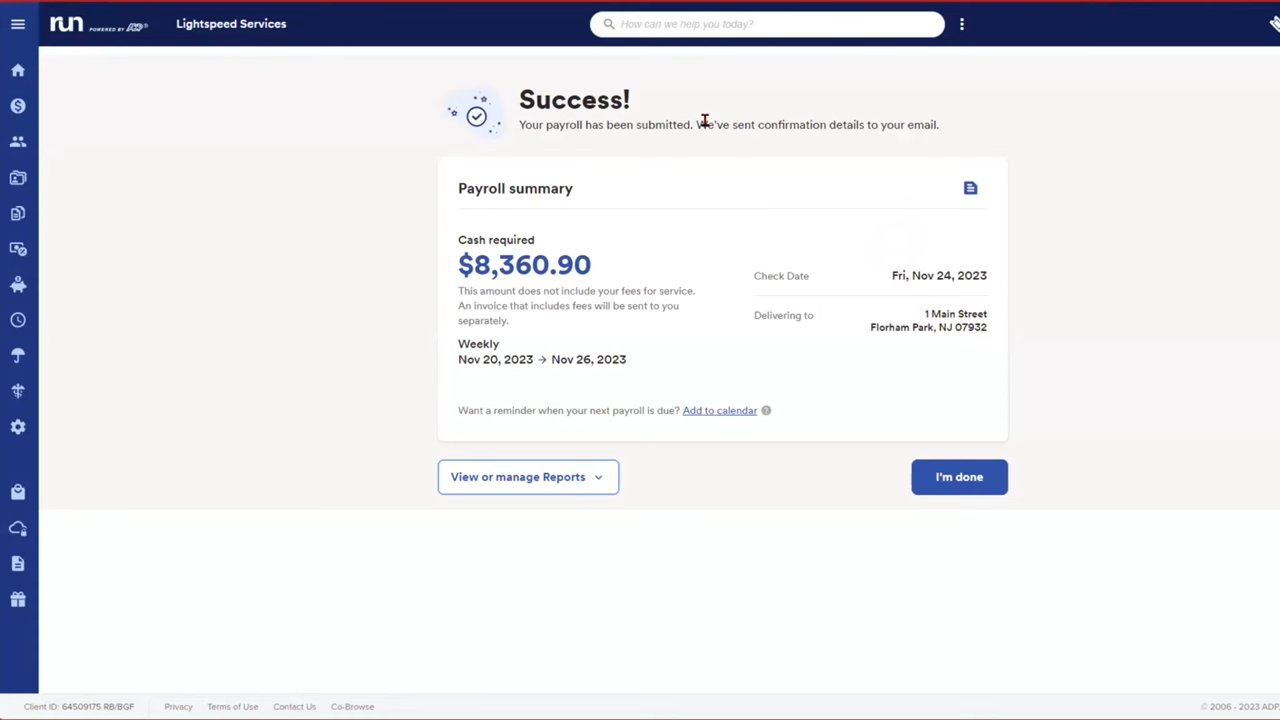 run POWERED BY ADP®
Lightspeed Services
How can we help you today?
Success!
Your payroll has been submitted. We've sent confirmation details to your email.
Payroll summary
Cash required
$8,360.90
This amount does not include your fees for service.
An invoice that includes fees will be sent to you
separately.
Weekly
Nov 20, 2023 → Nov 26, 2023
Check Date
Fri, Nov 24, 2023
Delivering to
1 Main Street
Florham Park, NJ 07932
Want a reminder when your next payroll is due? Add to calendar ?
View or manage Reports
I'm done
Client ID: 64509175 RB/BGF
Privacy
Terms of Use
Contact Us
Co-Browse
© 2006 - 2023 ADP,